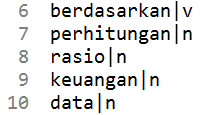 6 berdasarkan|v
7 perhitungan|n
8 rasio|n
9 keuangan|n
10 data|n